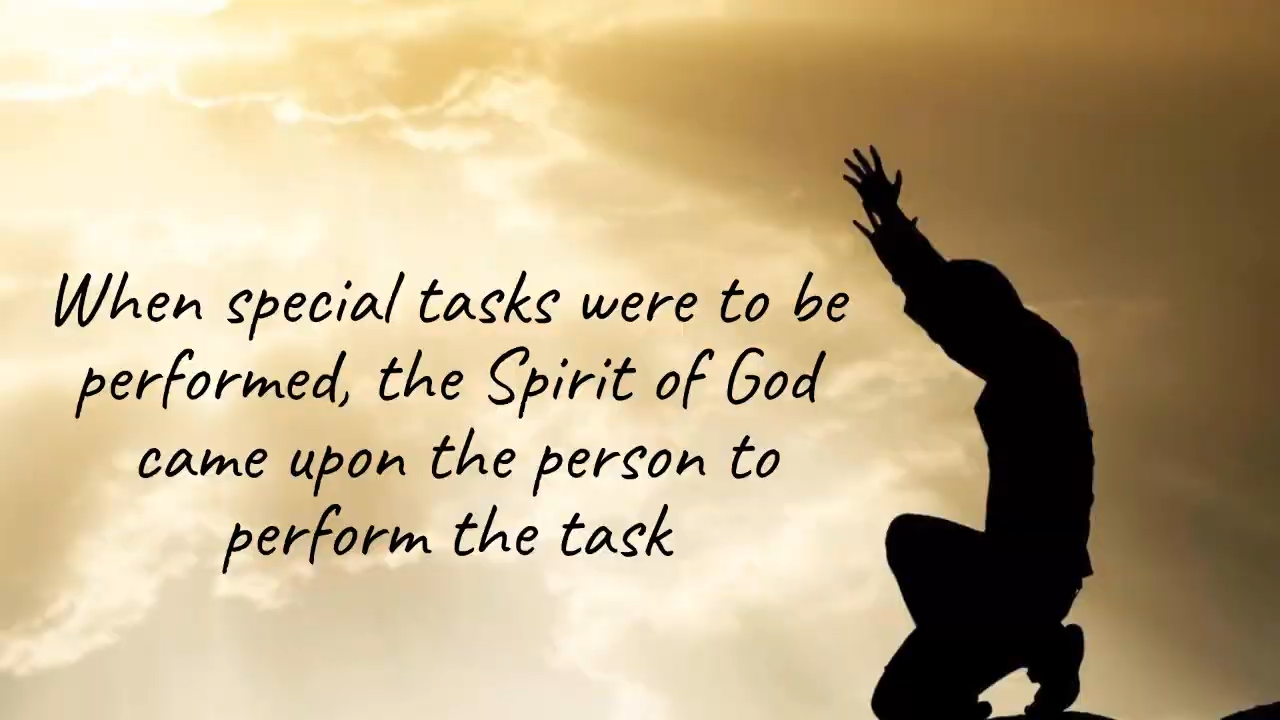 When special tasks were to be
performed, the Spirit of God
came upon the person to
perform the task